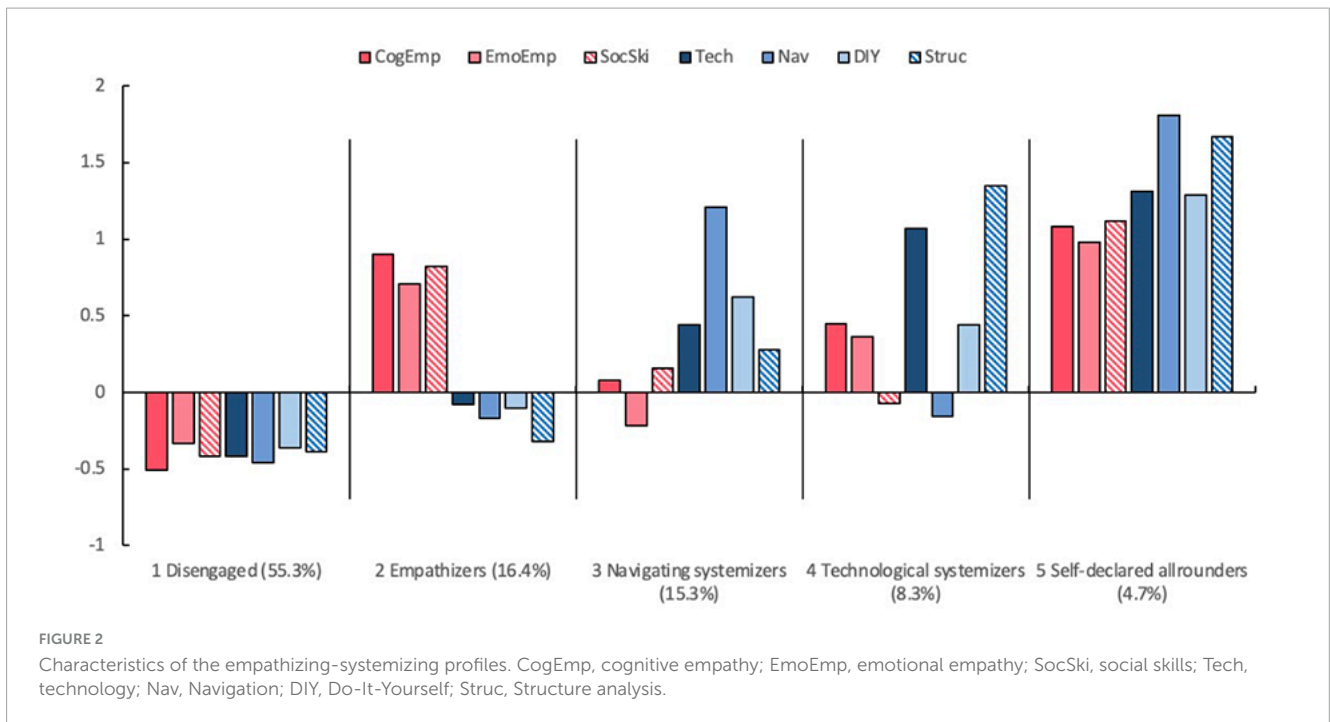 CogEmp EmoEmp SocSki Tech Nav DIY Struc
2
1.5
1
0.5
0
-0.5
-1
1 Disengaged (55.3%) 2 Empathizers (16.4%) 3 Navigating systemizers 4 Technological systemizers 5 Self-declared allrounders
(15.3%) (8.3%) (4.7%)
FIGURE 2
Characteristics of the empathizing-systemizing profiles. CogEmp, cognitive empathy; EmoEmp, emotional empathy; SocSki, social skills; Tech,
technology; Nav, Navigation; DIY, Do-It-Yourself; Struc, Structure analysis.